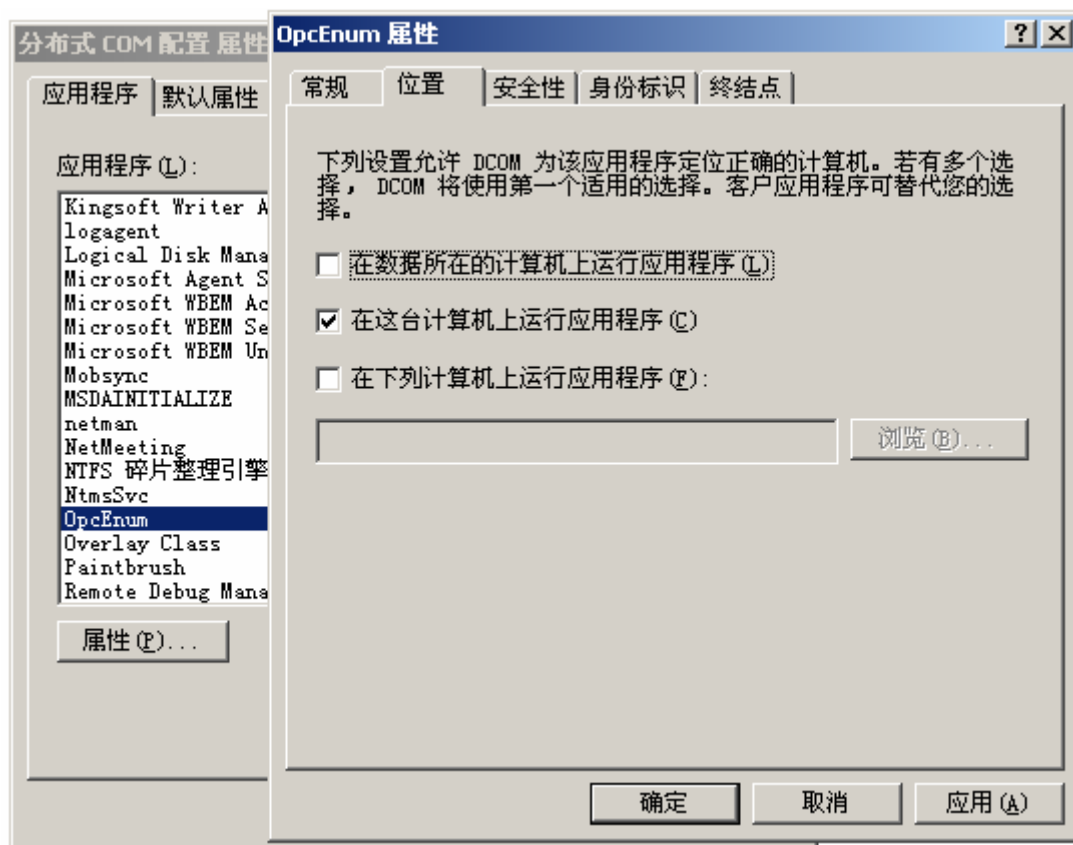 分布式 COM 配置 属性
应用程序
默认属性
应用程序(L):
Kingsoft Writer A
logagent
Logical Disk Mana
Microsoft Agent S
Microsoft WBEM Ac
Microsoft WBEM Se
Microsoft WBEM Un
Mobsync
MSDAINITIALIZE
netman
NetMeeting
NTFS 碎片整理引擎
NtmsSvc
OpcEnum
Overlay Class
Paintbrush
Remote Debug Mana
属性(P)...
OpcEnum 属性
常规
位置
安全性
身份标识
终结点
下列设置允许 DCOM 为该应用程序定位正确的计算机。若有多个选
择， DCOM 将使用第一个适用的选择。客户应用程序可替代您的选
择。
在数据所在的计算机上运行应用程序(L)
在这台计算机上运行应用程序(C)
在下列计算机上运行应用程序(F):
浏览(B)...
确定
取消
应用(A)